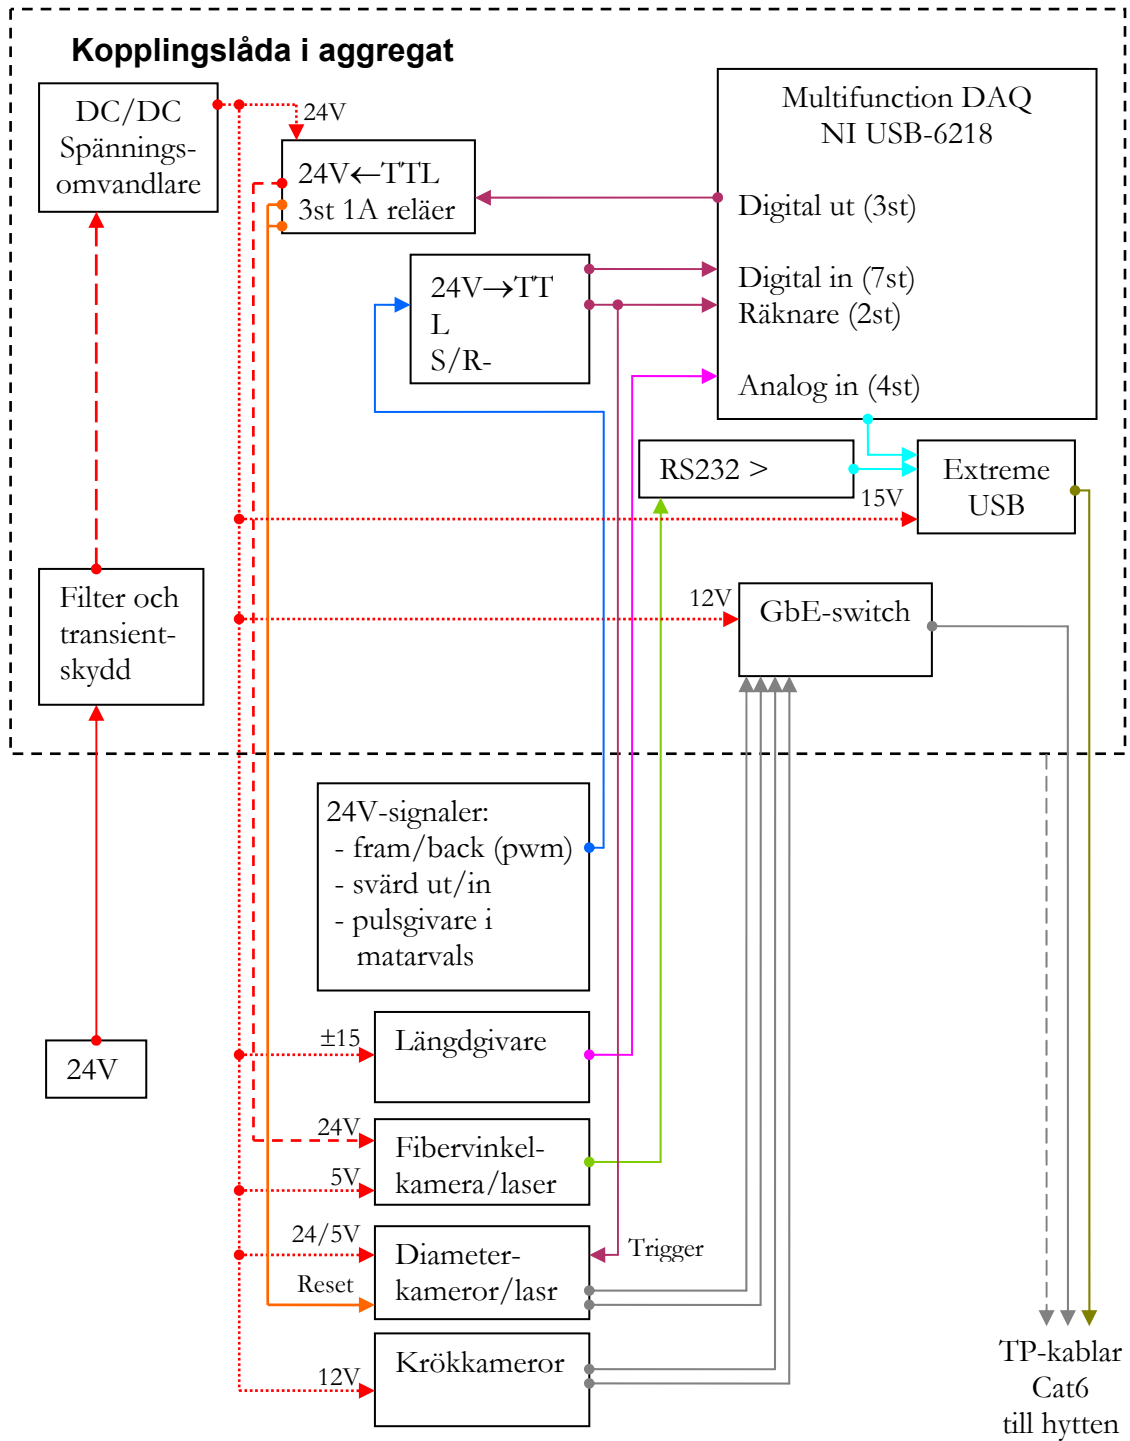 Kopplingslåda i aggregat
DC/DC
Spännings-
omvandlare
24V
24V←TTL
3st 1A reläer
Multifunction DAQ
NI USB-6218
Digital ut (3st)
Digital in (7st)
Räknare (2st)
Analog in (4st)
24V→TT
L
S/R-
RS232 >
15V
Extreme
USB
Filter och
transient-
skydd
12V
GbE-switch
24V-signaler:
- fram/back (pwm)
- svärd ut/in
- pulsgivare i
matarvals
24V
±15
Längdgivare
24V
5V
Fibervinkel-
kamera/laser
24/5V
Reset
Diameter-
kameror/lasr
Trigger
12V
Krökkameror
TP-kablar
Cat6
till hytten